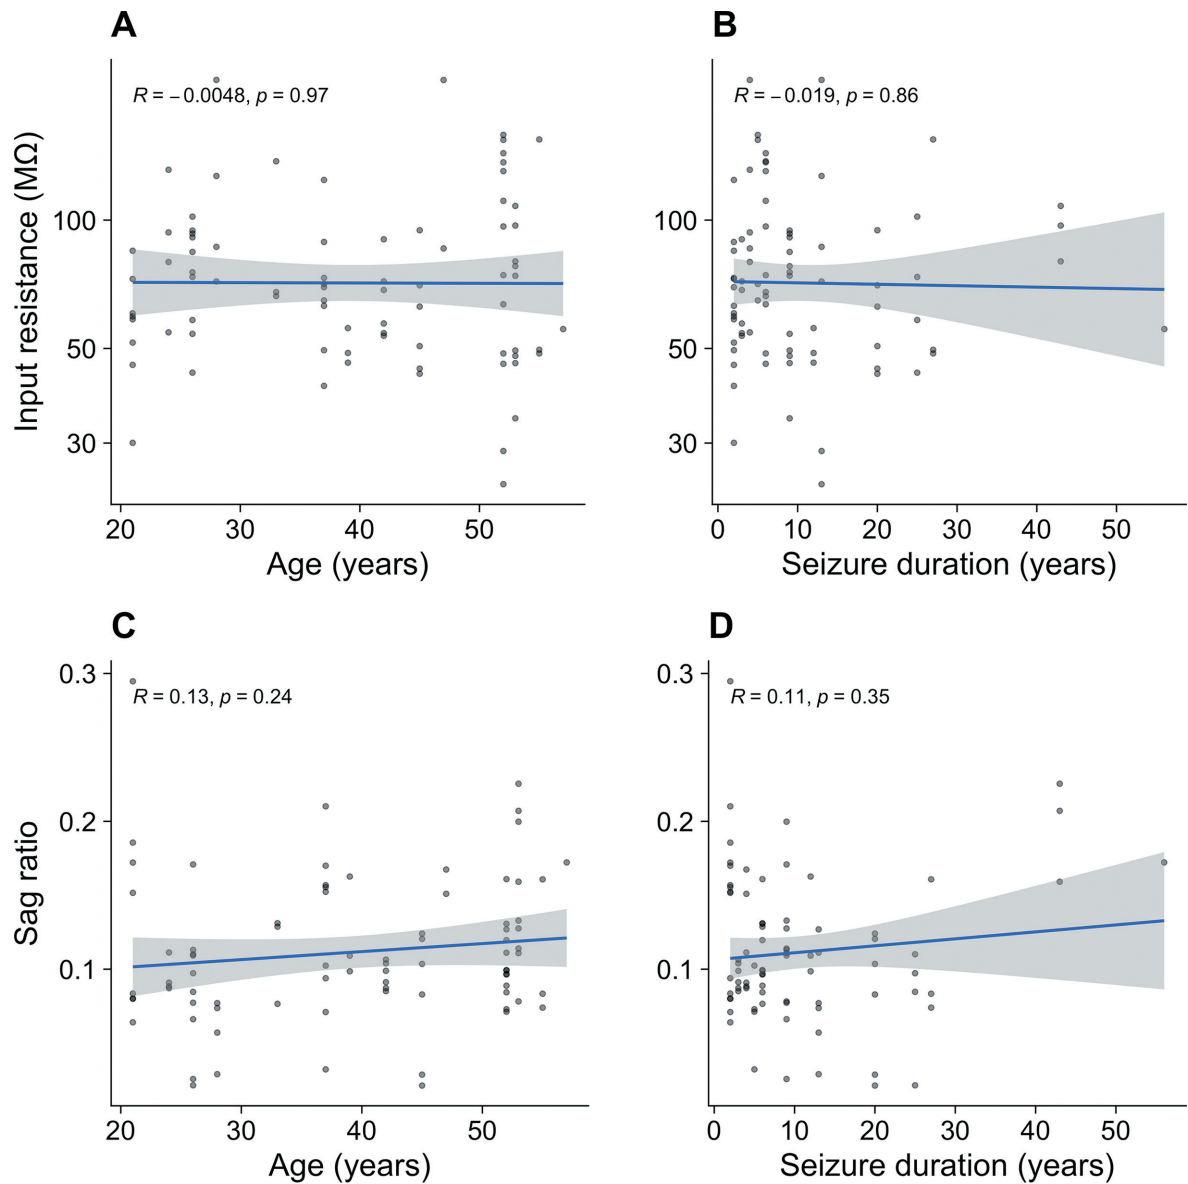 A
R = −0.0048, p = 0.97
Input resistance (MΩ)
100
50
30
20 30 40 50
Age (years)
B
R = −0.019, p = 0.86
100
50
30
0 10 20 30 40 50
Seizure duration (years)
C
R = 0.13, p = 0.24
Sag ratio
0.3
0.2
0.1
20 30 40 50
Age (years)
D
R = 0.11, p = 0.35
0.3
0.2
0.1
0 10 20 30 40 50
Seizure duration (years)